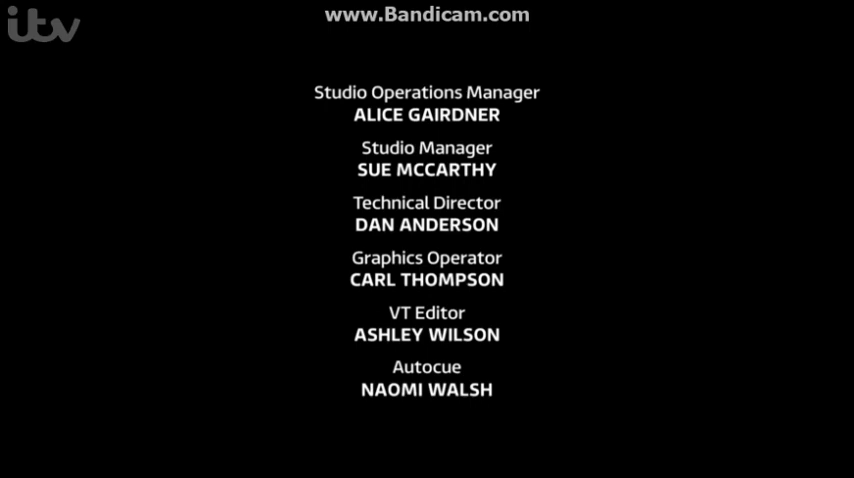 www.Bandicam.com
itv
Studio Operations Manager
ALICE GAIRDNER
Studio Manager
SUE MCCARTHY
Technical Director
DAN ANDERSON
Graphics Operator
CARL THOMPSON
VT Editor
ASHLEY WILSON
Autocue
NAOMI WALSH